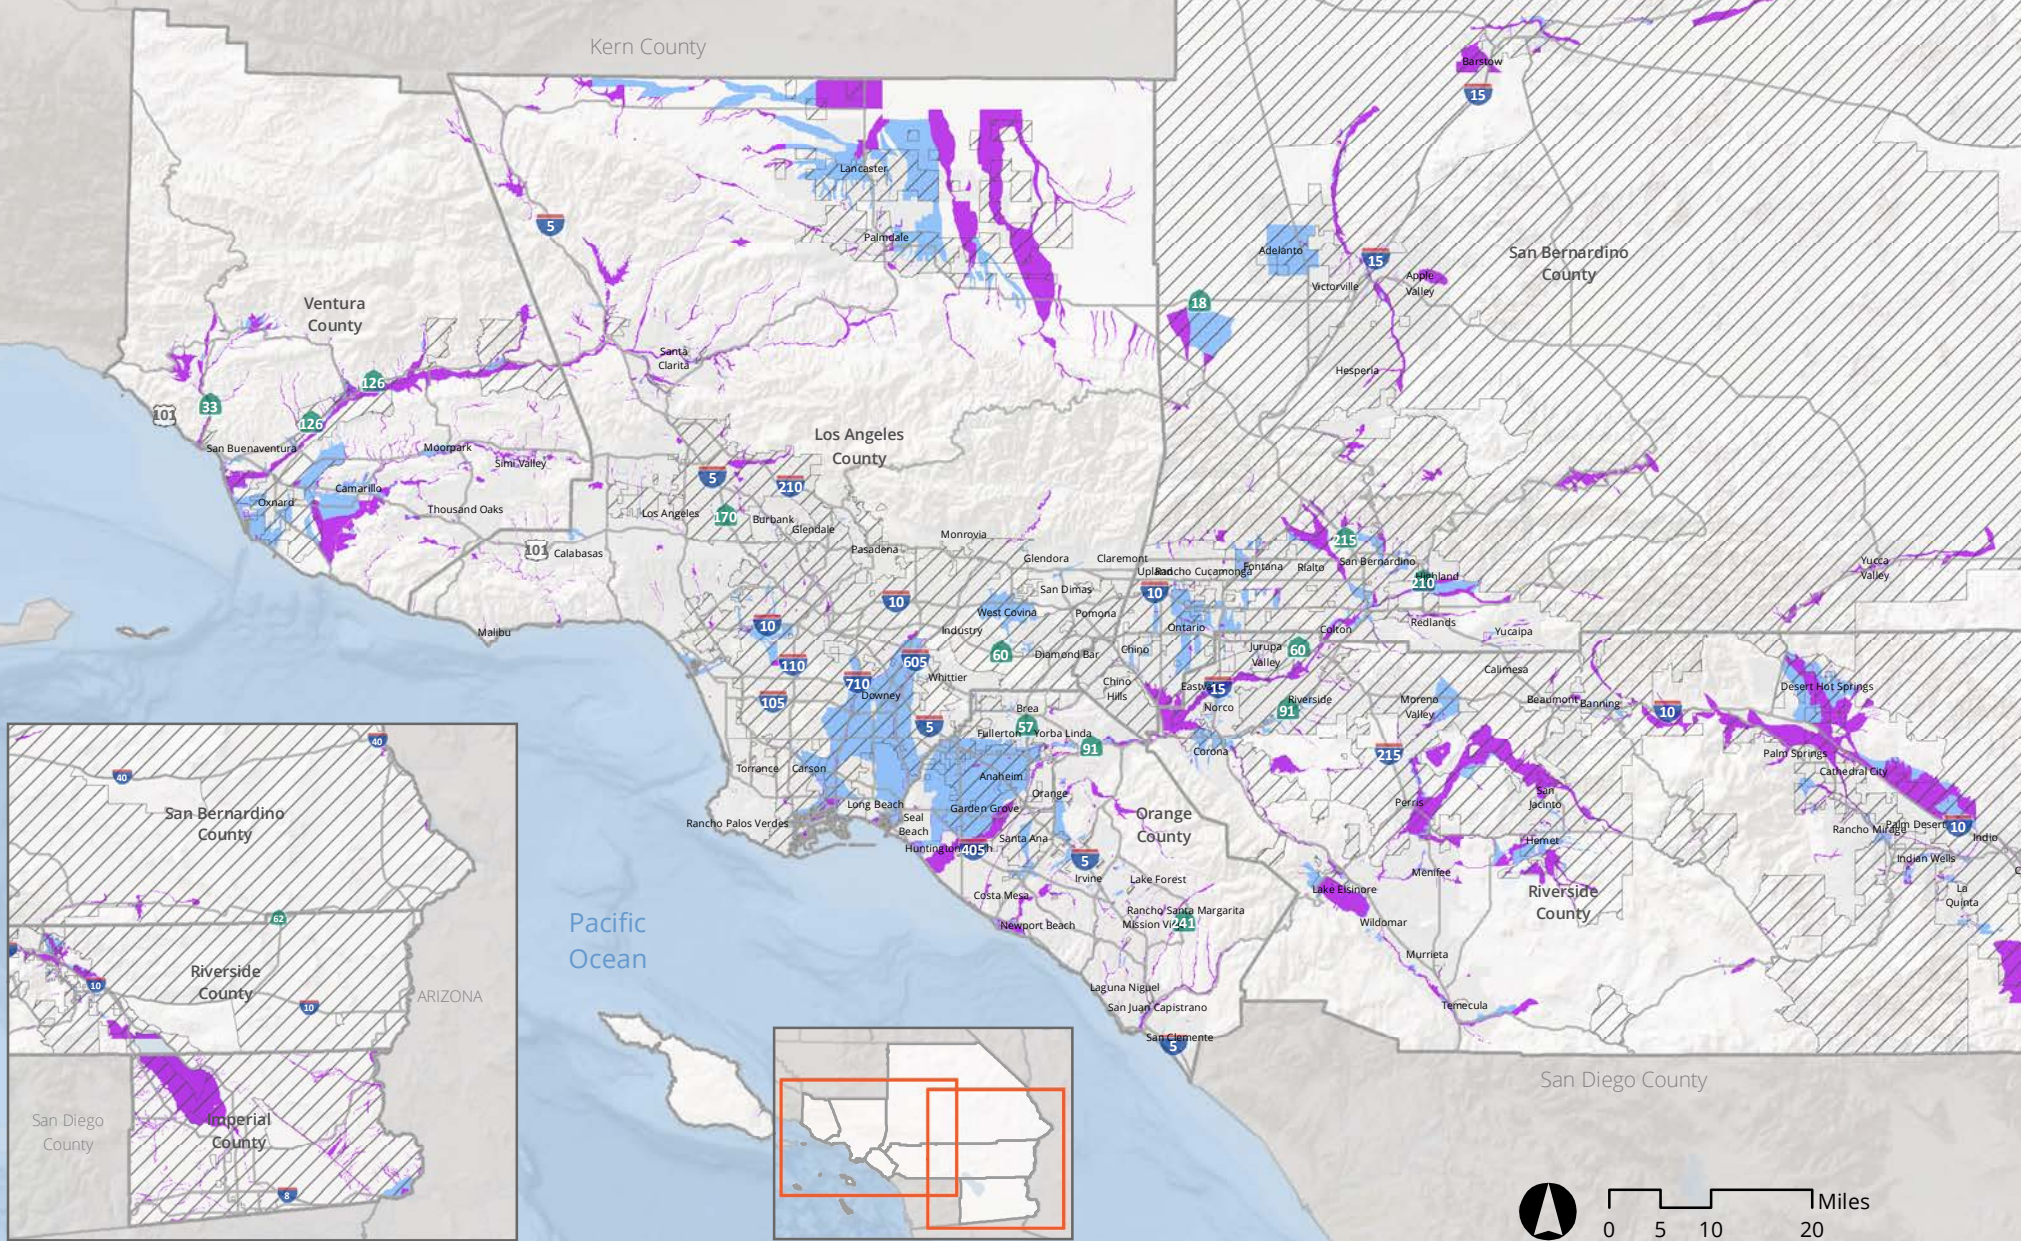 Kern County
Barstow
15
Lancaster
5
Palmdale
Adelanto
15
San Bernardino
County
Apple
Valley
Victorville
18
Ventura
County
Santa
Clarita
Hesperia
126
33
101
126
Los Angeles
County
San Buenaventura
Moorpark
Simi Valley
5
210
Camarillo
Oxnard
Thousand Oaks
Los Angeles
170
Burbank
Glendale
Monrovia
215
101
Calabasas
Pasadena
Glendora
Claremont
Upland
Rancho Cucamonga
Fontana
Rialto
San Bernardino
Yucca
Valley
Highland
210
10
San Dimas
10
West Covina
Pomona
10
Ontario
Colton
Redlands
Yucaipa
Malibu
Industry
60
Diamond Bar
Chino
Jurupa
Valley
60
Calimesa
110
605
Whittier
710
Downey
Chino
Hills
15
Norco
Riverside
91
Moreno
Valley
Beaumont
Banning
10
Desert Hot Springs
105
5
Brea
57
Fullerton
Yorba Linda
91
Corona
215
Palm Springs
Torrance
Carson
Anaheim
Cathedral City
Orange
Long Beach
Garden Grove
Orange
County
Perris
San
Jacinto
Rancho Palos Verdes
Seal
Beach
Santa Ana
Rancho Mirage
Palm Desert
10
Indio
Huntington
405
5
Irvine
Hemet
Indian Wells
Lake Forest
Menifee
Costa Mesa
Lake Elsinore
Riverside
County
La
Quinta
Rancho Santa Margarita
Newport Beach
Mission
241
Wildomar
Murrieta
Laguna Niguel
San Juan Capistrano
Temecula
San Clemente
5
San Diego County
Pacific
Ocean
40
40
San Bernardino
County
62
Riverside
County
10
10
ARIZONA
San Diego
County
Imperial
County
8
Miles
0 5 10 20